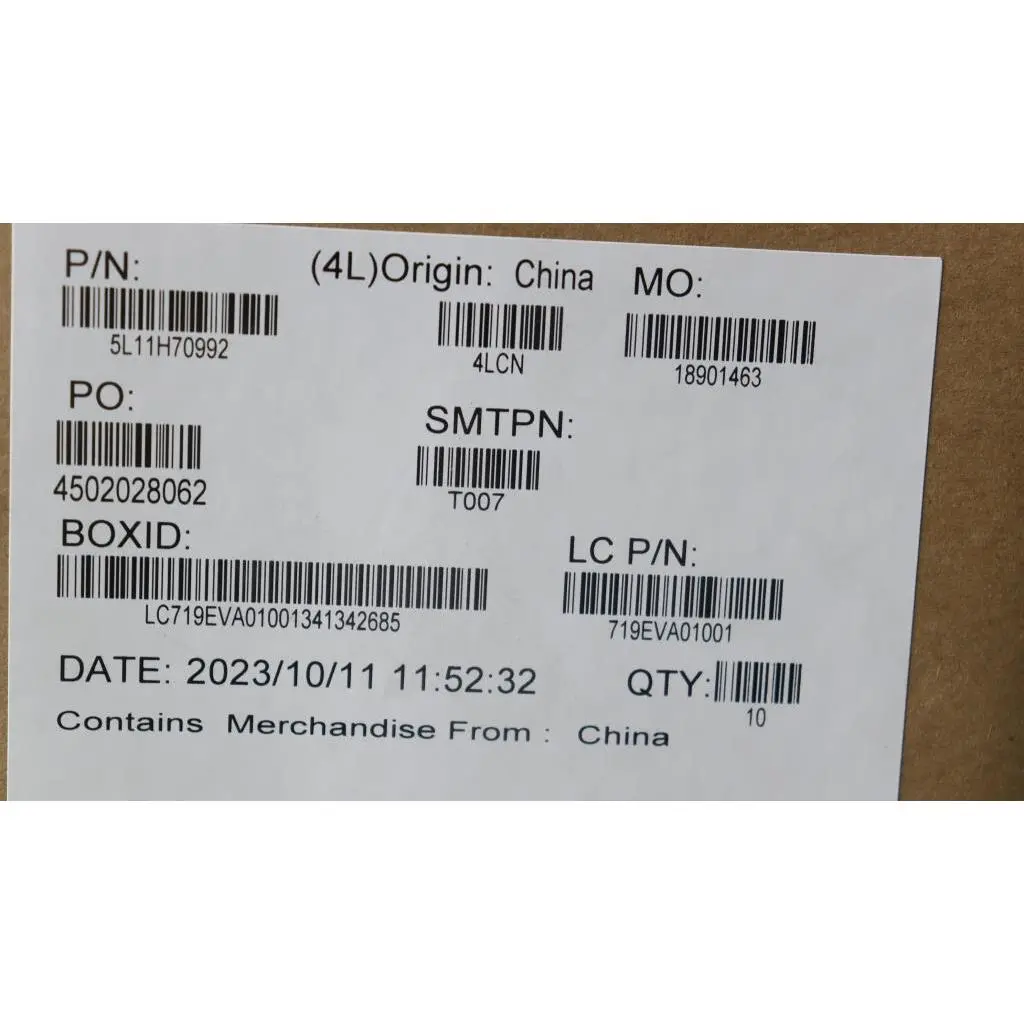 P/N: (4L)Origin: China MO:
5L11H70992 4LCN 18901463
PO: SMTPN:
4502028062 T007
BOXID: LC P/N:
LC719EVA01001341342685 719EVA01001
DATE: 2023/10/11 11:52:32 QTY:
10
Contains Merchandise From : China